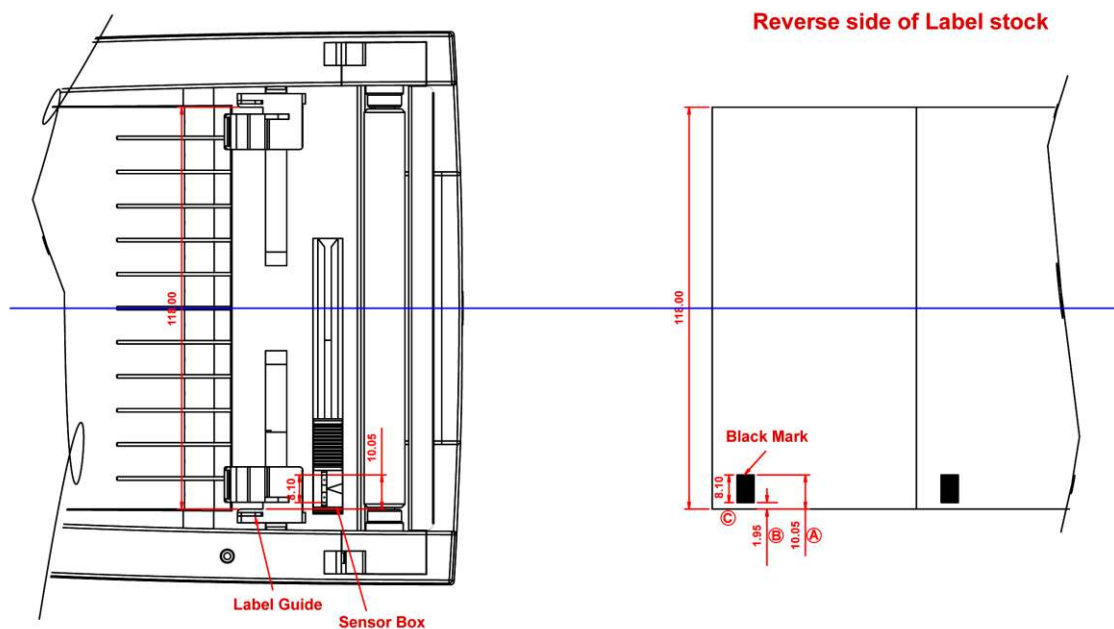 Reverse side of Label stock
118.00
10.05
8.10
Label Guide
Sensor Box
118.00
Black Mark
8.10
C
1.95
B
10.05
A